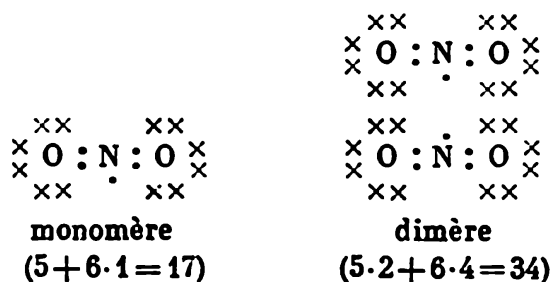 O : N : O
monomère
(5+6·1=17)
O : N : O
O : N : O
dimère
(5·2+6·4=34)